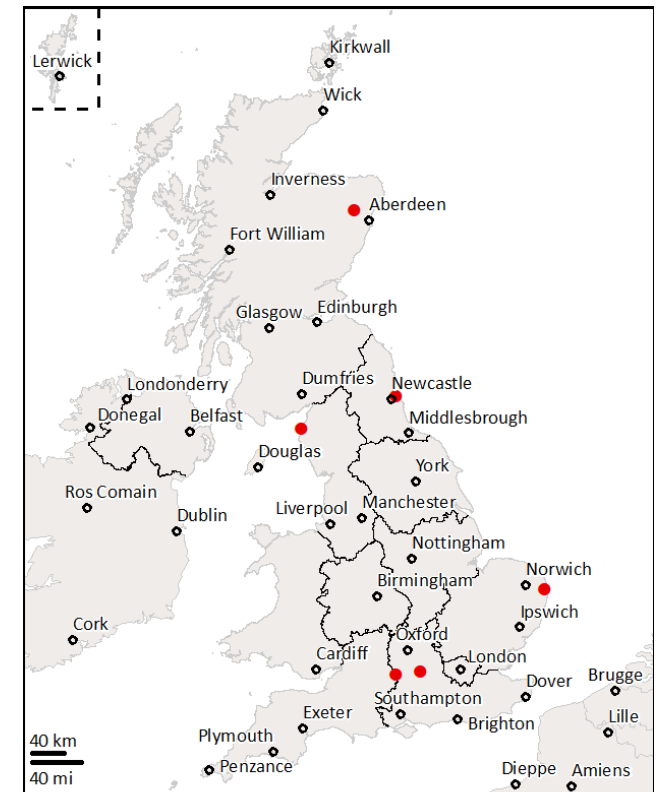 Kirkwall
Lerwick
Wick
Inverness
Aberdeen
Fort William
Glasgow
Edinburgh
Dumfries
Newcastle
Londonderry
Donegal
Belfast
Middlesbrough
Douglas
York
Ros Comain
Liverpool
Manchester
Dublin
Nottingham
Norwich
Birmingham
Ipswich
Cork
Oxford
Cardiff
London
Dover
Brugge
Southampton
Exeter
Brighton
Lille
Plymouth
40 km
Penzance
Dieppe
Amiens
40 mi